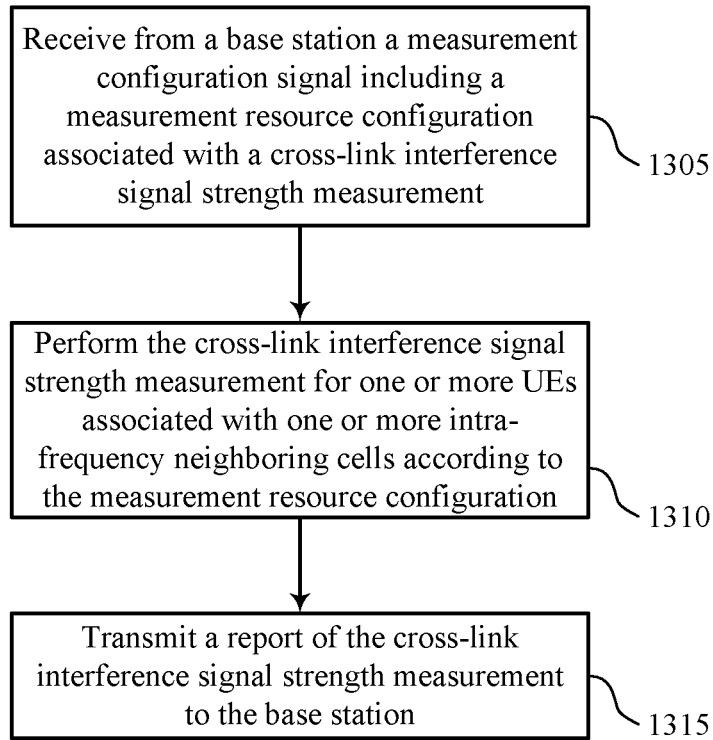 Receive from a base station a measurement
configuration signal including a
measurement resource configuration
associated with a cross-link interference
signal strength measurement
1305
Perform the cross-link interference signal
strength measurement for one or more UEs
associated with one or more intra-
frequency neighboring cells according to
the measurement resource configuration
1310
Transmit a report of the cross-link
interference signal strength measurement
to the base station
1315